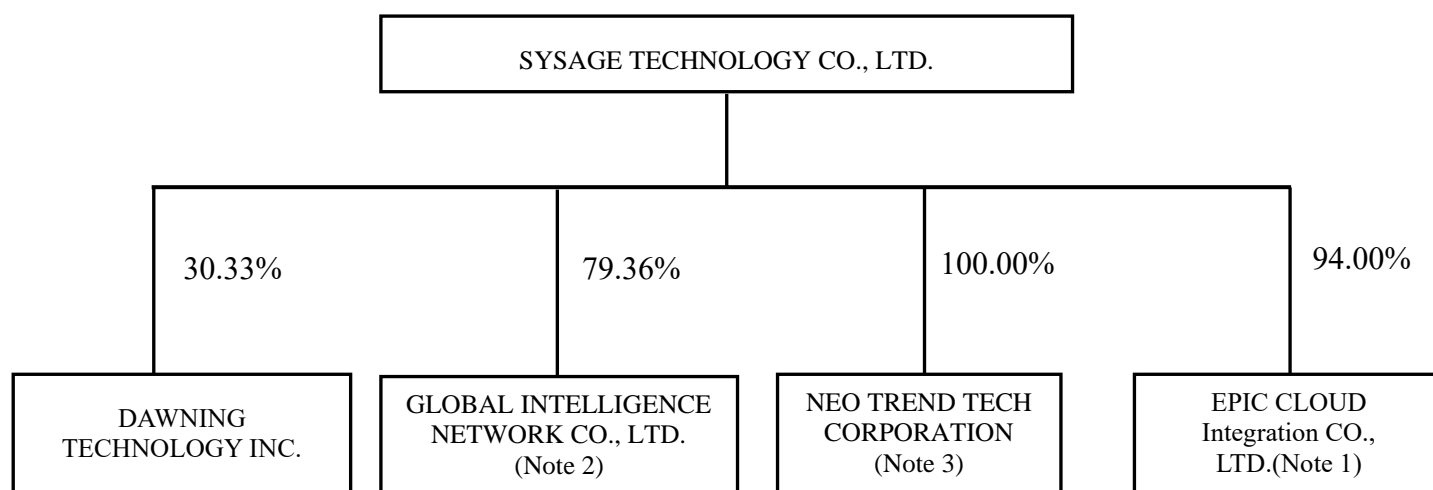 SYSAGE TECHNOLOGY CO., LTD.
30.33%
79.36%
100.00%
94.00%
DAWNING
TECHNOLOGY INC.
GLOBAL INTELLIGENCE
NETWORK CO., LTD.
(Note 2)
NEO TREND TECH
CORPORATION
(Note 3)
EPIC CLOUD
Integration CO.,
LTD.(Note 1)